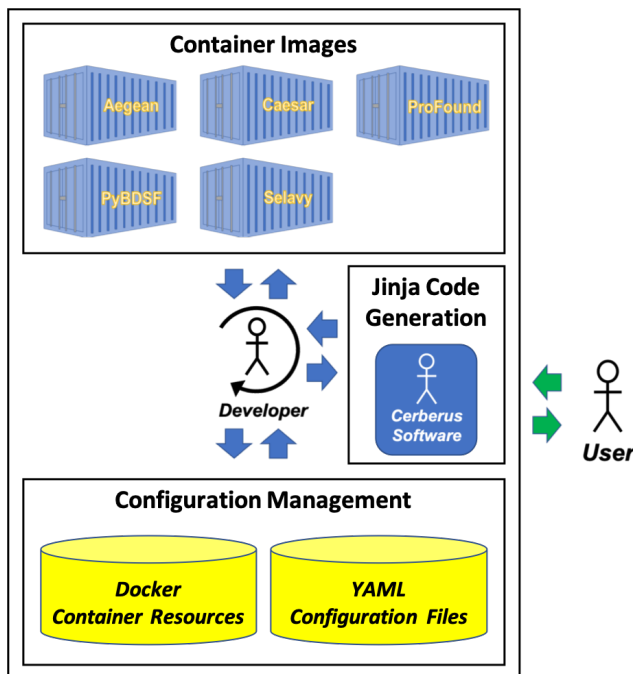 Container Images
Aegean
Caesar
ProFound
PyBDSF
Selavy
Jinja Code
Generation
Cerberus
Software
Developer
User
Configuration Management
Docker
Container Resources
YAML
Configuration Files